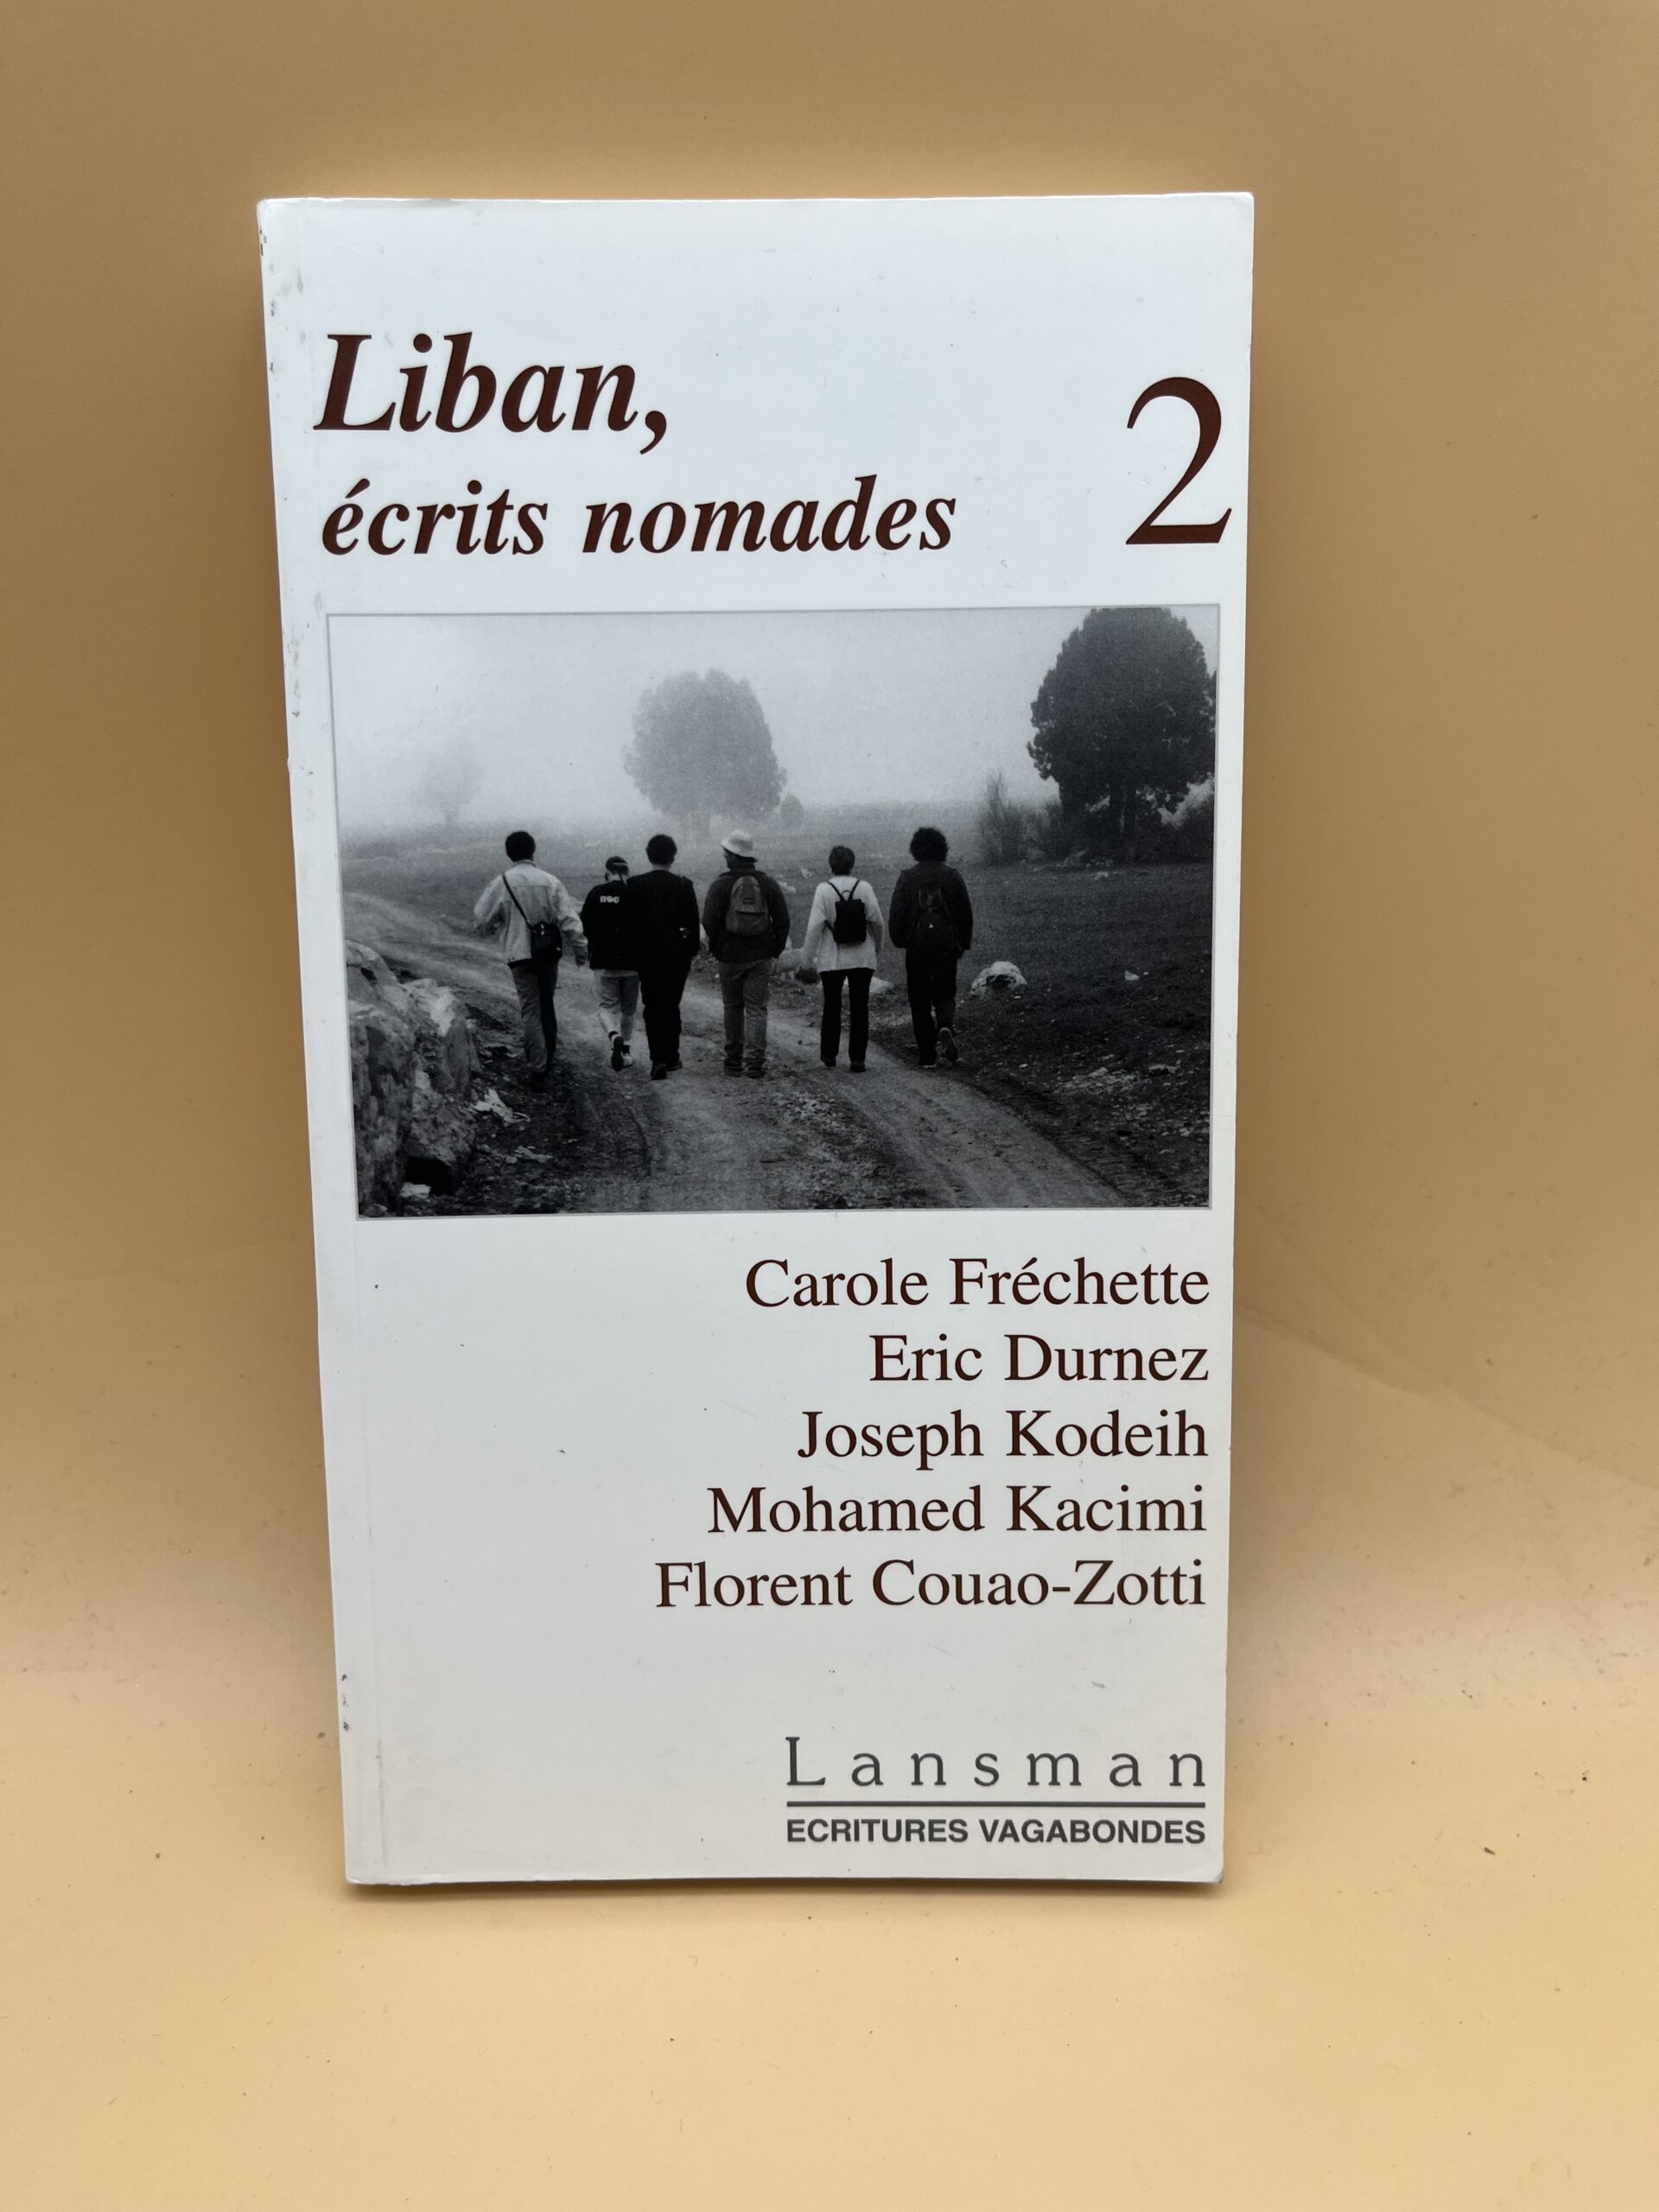 Liban,
écrits nomades
2
Carole Fréchette
Eric Durnez
Joseph Kodeih
Mohamed Kacimi
Florent Couao-Zotti
Lansman
ECRITURES VAGABONDES